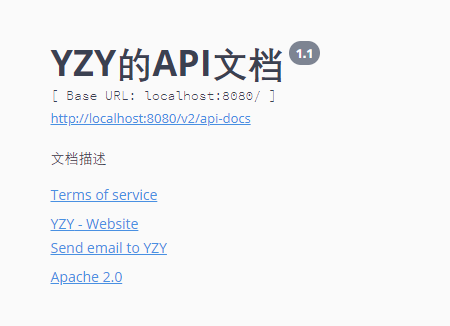 YZY的API文档 1.1
[ Base URL: localhost:8080/ ]
http://localhost:8080/v2/api-docs
文档描述
Terms of service
YZY - Website
Send email to YZY
Apache 2.0